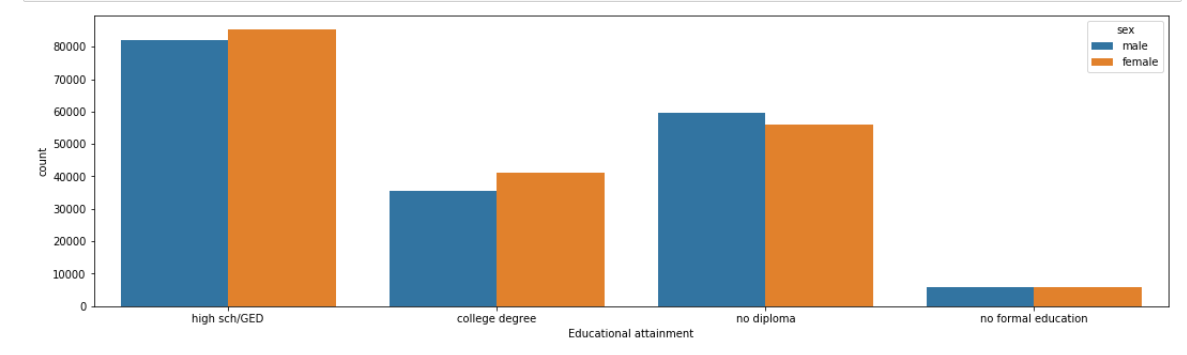 sex
male
female
80000
70000
60000
50000
40000
30000
20000
10000
0
count
high sch/GED
college degree
no diploma
no formal education
Educational attainment